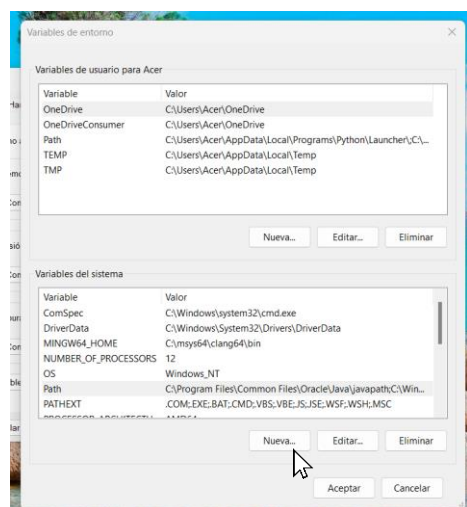 Variables de entorno
Variables de usuario para Acer
Variable Valor
OneDrive C:\Users\Acer\OneDrive
OneDriveConsumer C:\Users\Acer\OneDrive
Path C:\Users\Acer\AppData\Local\Programs\Python\Launcher\;C:\...
TEMP C:\Users\Acer\AppData\Local\Temp
TMP C:\Users\Acer\AppData\Local\Temp
Nueva... Editar... Eliminar
Variables del sistema
Variable Valor
ComSpec C:\Windows\system32\cmd.exe
DriverData C:\Windows\System32\Drivers\DriverData
MINGW64_HOME C:\msys64\clang64\bin
NUMBER_OF_PROCESSORS 12
OS Windows_NT
Path C:\Program Files\Common Files\Oracle\Java\javapath;C:\Win...
PATHEXT .COM;.EXE;.BAT;.CMD;.VBS;.VBE;.JS;.JSE;.WSF;.WSH;.MSC
Nueva... Editar... Eliminar
Aceptar Cancelar